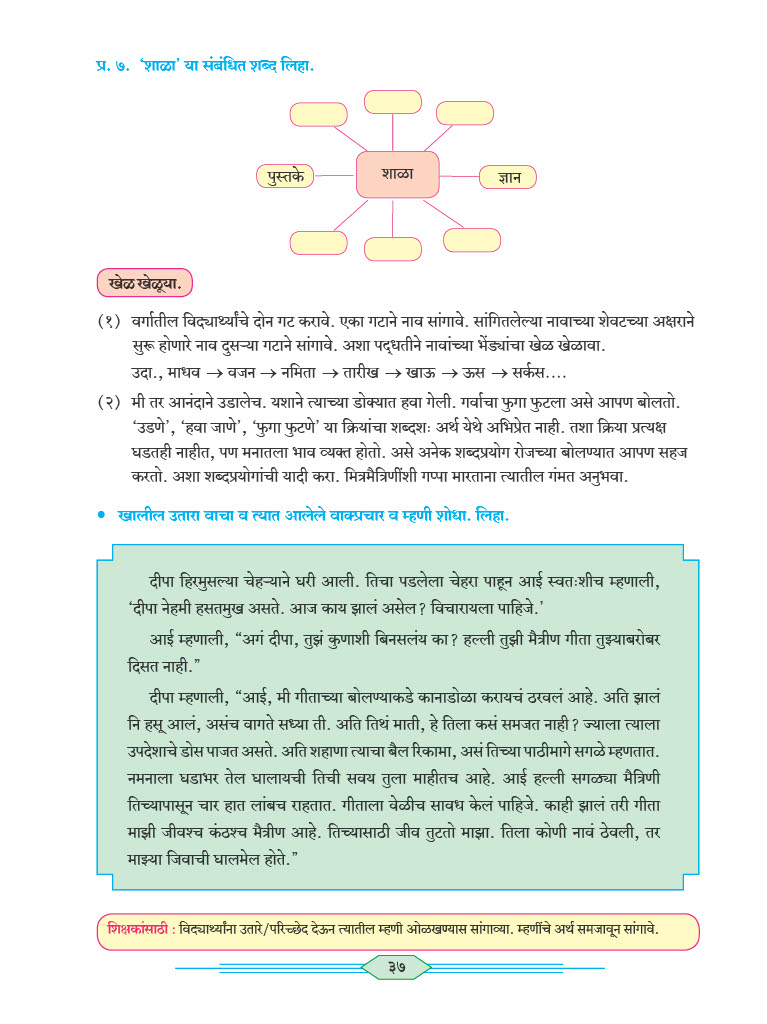 प्र. ७. ‘शाळा’ या संबंधित शब्द लिहा.
पुस्तके
शाळा
ज्ञान
खेळ खेळूया.
(१) वर्गातील विद्यार्थ्यांचे दोन गट करावे. एका गटाने नाव सांगावे. सांगितलेल्या नावाच्या शेवटच्या अक्षराने
सुरू होणारे नाव दुसऱ्या गटाने सांगावे. अशा पद्धतीने नावांच्या भेंड्यांचा खेळ खेळावा.
उदा., माधव → वजन → नमिता → तारीख → खाऊ → ऊस → सर्कस....
(२) मी तर आनंदाने उडालेच. यशाने त्याच्या डोक्यात हवा गेली. गर्वाचा फुगा फुटला असे आपण बोलतो.
‘उडणे’, ‘हवा जाणे’, ‘फुगा फुटणे’ या क्रियांचा शब्दशः अर्थ येथे अभिप्रेत नाही. तशा क्रिया प्रत्यक्ष
घडतही नाहीत, पण मनातला भाव व्यक्त होतो. असे अनेक शब्दप्रयोग रोजच्या बोलण्यात आपण सहज
करतो. अशा शब्दप्रयोगांची यादी करा. मित्रमैत्रिणींशी गप्पा मारताना त्यातील गंमत अनुभवा.
• खालील उतारा वाचा व त्यात आलेले वाक्प्रचार व म्हणी शोधा. लिहा.
दीपा हिरमुसल्या चेहऱ्याने घरी आली. तिचा पडलेला चेहरा पाहून आई स्वतःशीच म्हणाली,
‘दीपा नेहमी हसतमुख असते. आज काय झालं असेल? विचारायला पाहिजे.’
आई म्हणाली, “अगं दीपा, तुझं कुणाशी बिनसलंय का? हल्ली तुझी मैत्रीण गीता तुझ्याबरोबर
दिसत नाही.”
दीपा म्हणाली, “आई, मी गीताच्या बोलण्याकडे कानाडोळा करायचं ठरवलं आहे. अति झालं
नि हसू आलं, असंच वागते सध्या ती. अति तिथं माती, हे तिला कसं समजत नाही? ज्याला त्याला
उपदेशाचे डोस पाजत असते. अति शहाणा त्याचा बैल रिकामा, असं तिच्या पाठीमागे सगळे म्हणतात.
नमनाला घडाभर तेल घालायची तिची सवय तुला माहीतच आहे. आई हल्ली सगळ्या मैत्रिणी
तिच्यापासून चार हात लांबच राहतात. गीताला वेळीच सावध केलं पाहिजे. काही झालं तरी गीता
माझी जीवश्च कंठश्च मैत्रीण आहे. तिच्यासाठी जीव तुटतो माझा. तिला कोणी नावं ठेवली, तर
माझ्या जिवाची घालमेल होते.”
शिक्षकांसाठी : विद्यार्थ्यांना उतारे/परिच्छेद देऊन त्यातील म्हणी ओळखण्यास सांगाव्या. म्हणींचे अर्थ समजावून सांगावे.
३७